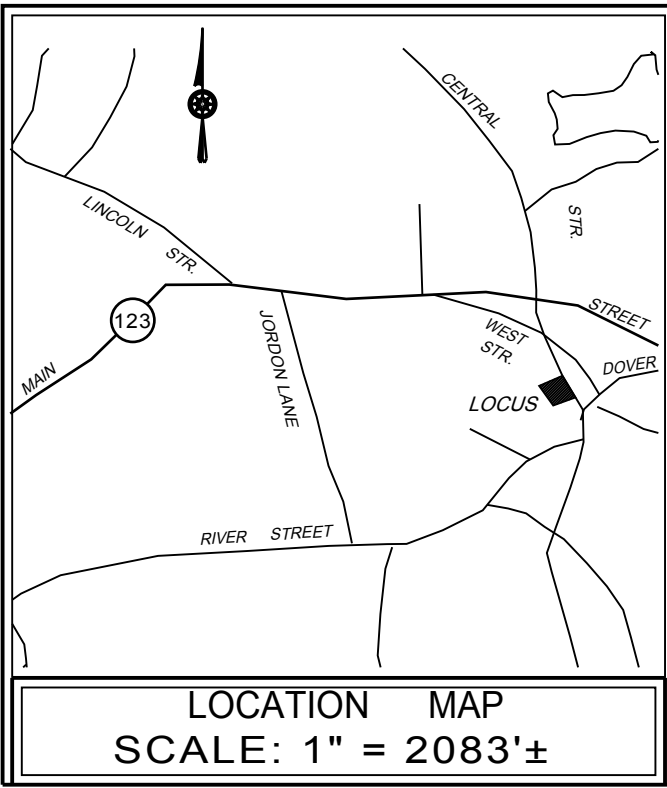 CENTRAL
STR.
LINCOLN
STR.
123
MAIN
STREET
JORDON LANE
WEST
STR.
DOVER
LOCUS
RIVER STREET
LOCATION MAP
SCALE: 1" = 2083'±